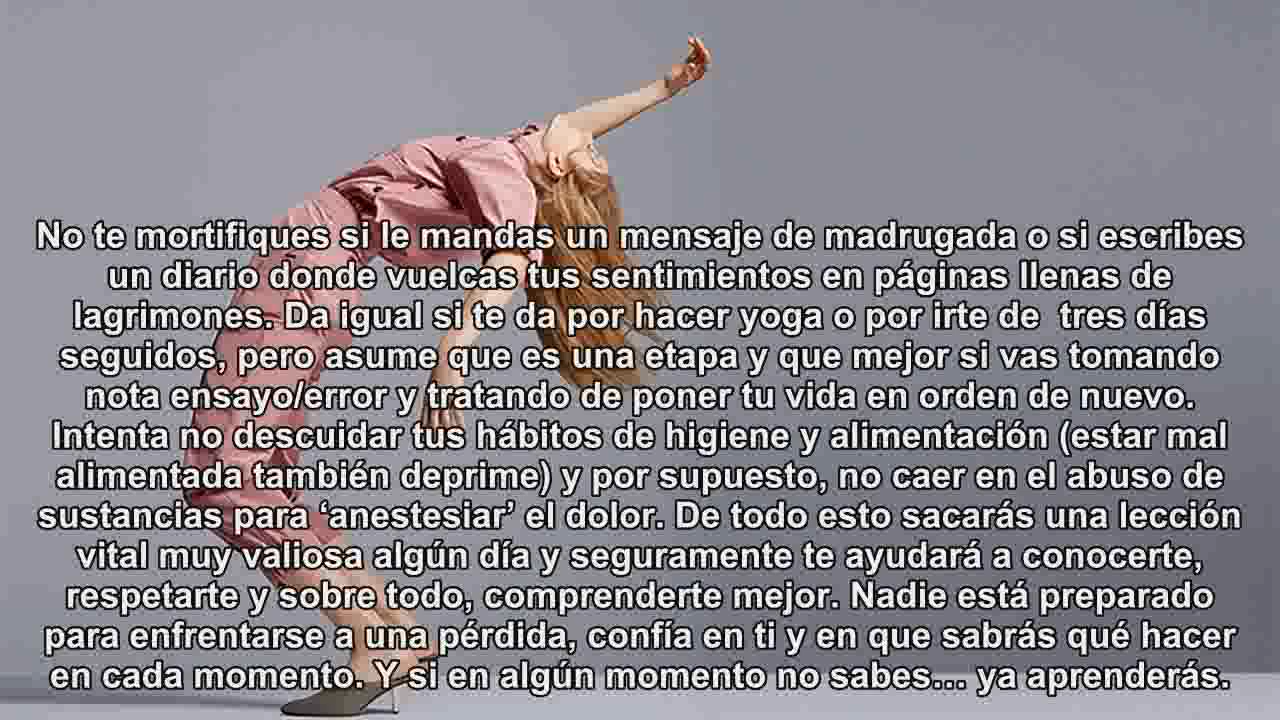 No te mortifiques si le mandas un mensaje de madrugada o si escribes
un diario donde vuelcas tus sentimientos en páginas llenas de
lagrimones. Da igual si te da por hacer yoga o por irte de  tres días
seguidos, pero asume que es una etapa y que mejor si vas tomando
nota ensayo/error y tratando de poner tu vida en orden de nuevo.
Intenta no descuidar tus hábitos de higiene y alimentación (estar mal
alimentada también deprime) y por supuesto, no caer en el abuso de
sustancias para ‘anestesiar’ el dolor. De todo esto sacarás una lección
vital muy valiosa algún día y seguramente te ayudará a conocerte,
respetarte y sobre todo, comprenderte mejor. Nadie está preparado
para enfrentarse a una pérdida, confía en ti y en que sabrás qué hacer
en cada momento. Y si en algún momento no sabes… ya aprenderás.